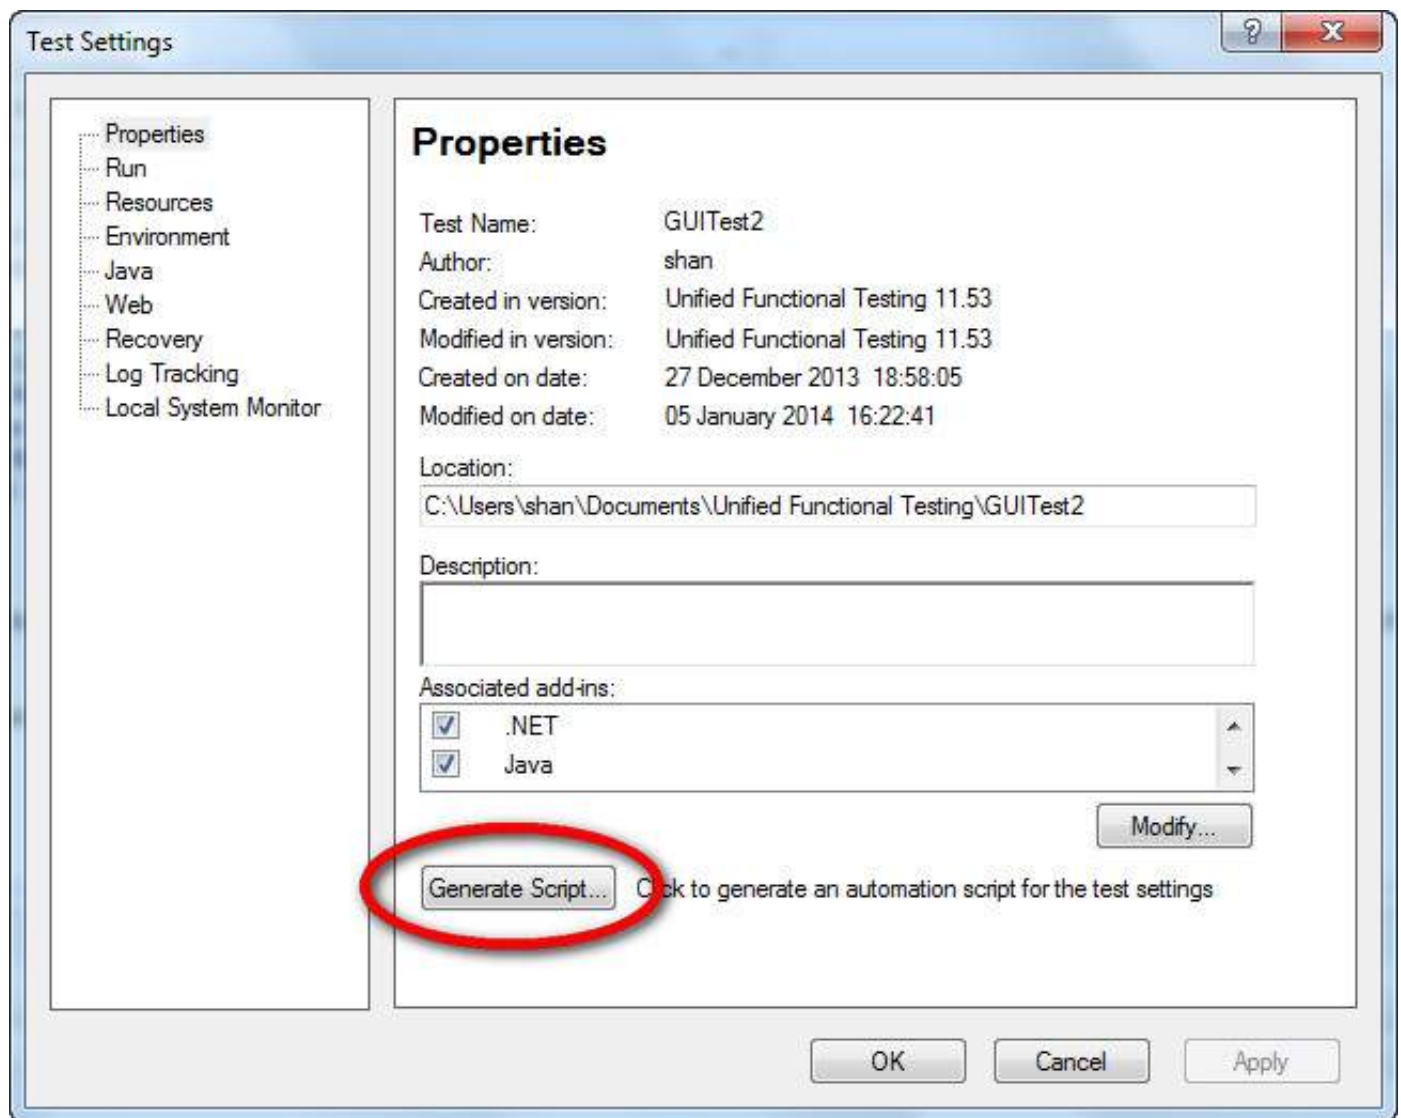 Test Settings
Properties
Run
Resources
Environment
Java
Web
Recovery
Log Tracking
Local System Monitor
Properties
Test Name: GUITest2
Author: shan
Created in version: Unified Functional Testing 11.53
Modified in version: Unified Functional Testing 11.53
Created on date: 27 December 2013 18:58:05
Modified on date: 05 January 2014 16:22:41
Location:
C:\Users\shan\Documents\Unified Functional Testing\GUITest2
Description:
Associated add-ins:
.NET
Java
Modify...
Generate Script... Click to generate an automation script for the test settings
OK Cancel Apply